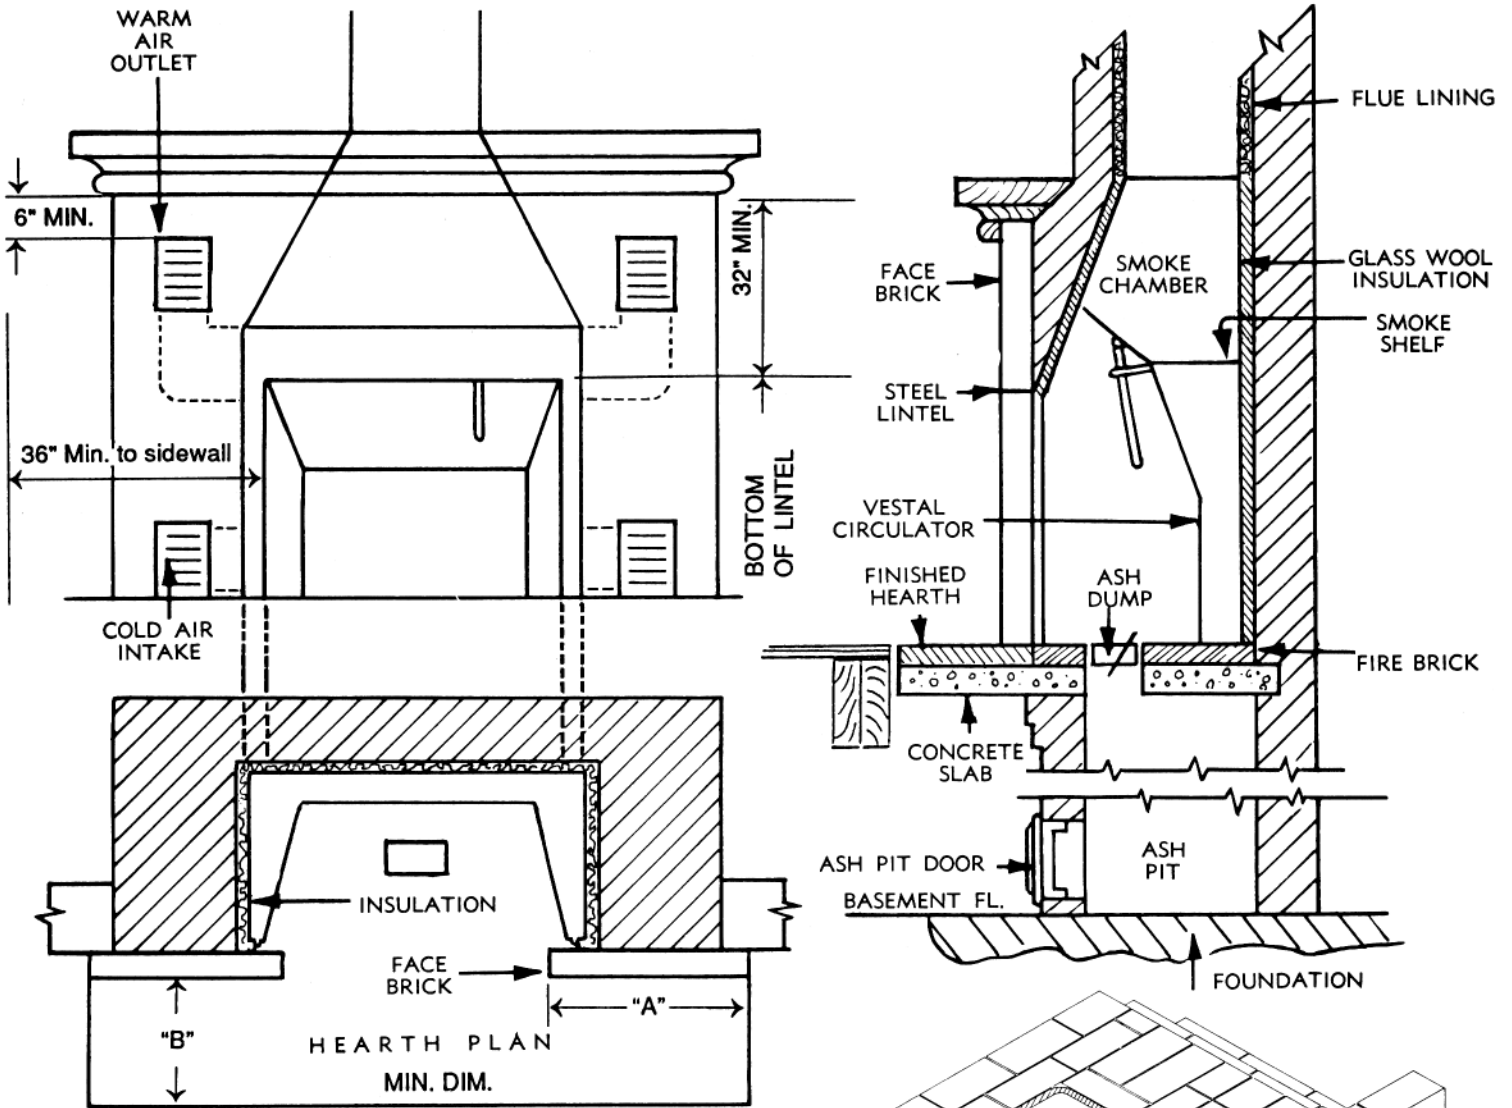 WARM
AIR
OUTLET
6" MIN.
32" MIN.
36" Min. to sidewall
BOTTOM
OF LINTEL
COLD AIR
INTAKE
INSULATION
FACE
BRICK
"A"
"B"
HEARTH PLAN
MIN. DIM.
FLUE LINING
SMOKE
CHAMBER
GLASS WOOL
INSULATION
FACE
BRICK
SMOKE
SHELF
STEEL
LINTEL
VESTAL
CIRCULATOR
FINISHED
HEARTH
ASH
DUMP
FIRE BRICK
CONCRETE
SLAB
ASH PIT DOOR
ASH
PIT
BASEMENT FL.
FOUNDATION